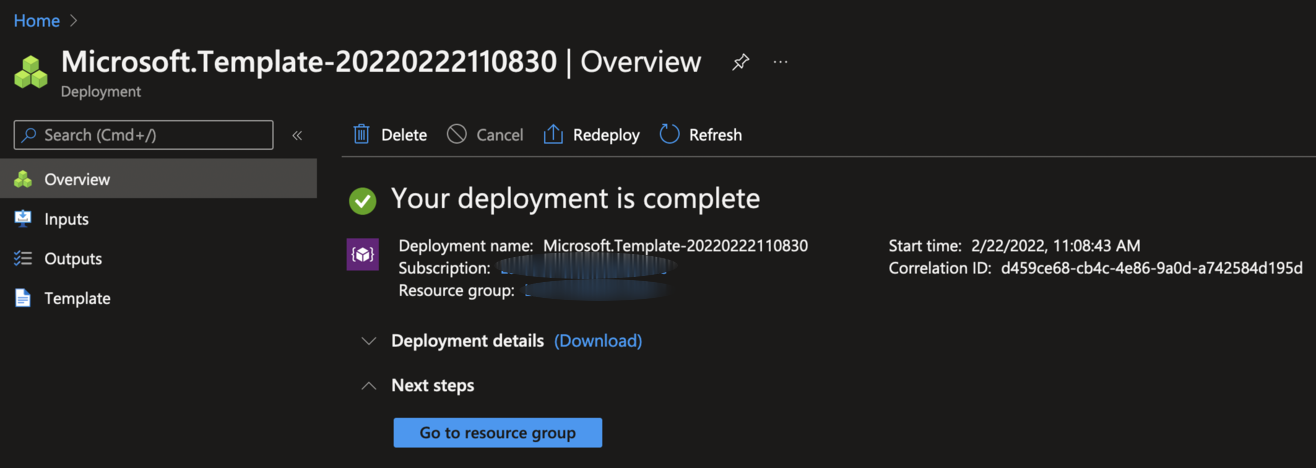 Home
Microsoft.Template-20220222110830 | Overview
Deployment
Search (Cmd+/)
Delete
Cancel
Redeploy
Refresh
Overview
Inputs
Outputs
Template
Your deployment is complete
Deployment name: Microsoft.Template-20220222110830
Subscription:
Resource group:
Start time: 2/22/2022, 11:08:43 AM
Correlation ID: d459ce68-cb4c-4e86-9a0d-a742584d195d
Deployment details (Download)
Next steps
Go to resource group